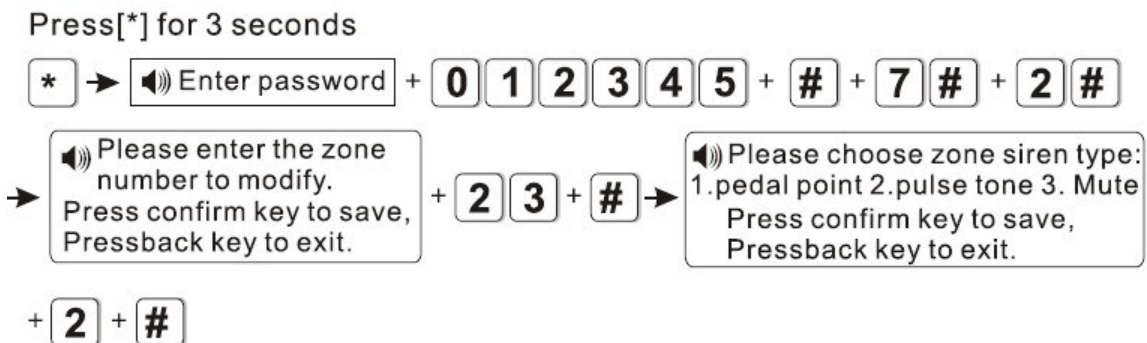 Press[*] for 3 seconds
* → Enter password + 0 1 2 3 4 5 + # + 7 # + 2 #
→ Please enter the zone
number to modify.
Press confirm key to save,
Pressback key to exit.
+ 2 3 + # →
Please choose zone siren type:
1.pedal point 2.pulse tone 3. Mute
Press confirm key to save,
Pressback key to exit.
+ 2 + #